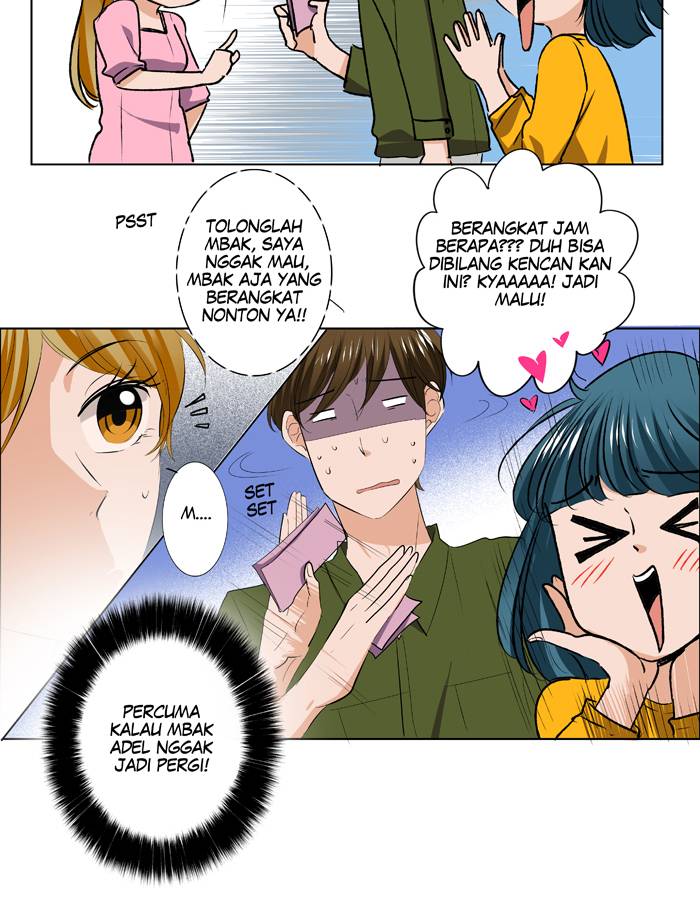 PSST
TOLONGLAH
MBAK, SAYA
NGGAK MAU,
MBAK AJA YANG
BERANGKAT
NONTON YA!!
BERANGKAT JAM
BERAPA??? DUH BISA
DIBILANG KENCAN KAN
INI? KYAAAAA! JADI
MALU!
M....
SET
SET
PERCUMA
KALAU MBAK
ADEL NGGAK
JADI PERGI!